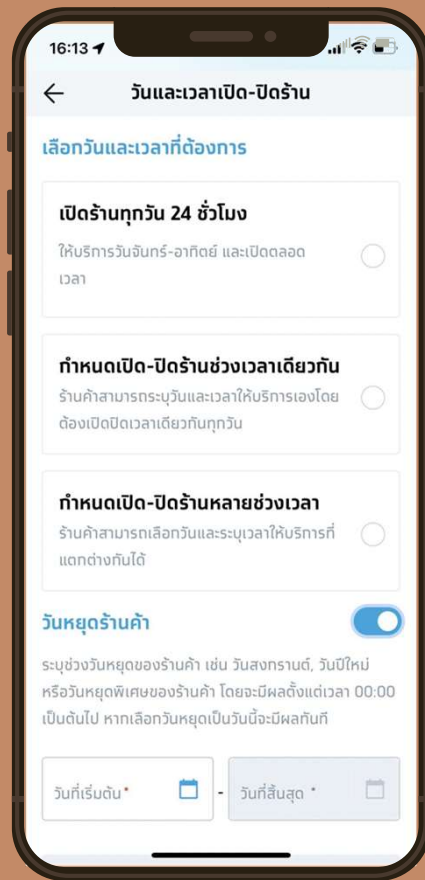 16:13
วันและเวลาเปิด-ปิดร้าน
เลือกวันและเวลาที่ต้องการ
เปิดร้านทุกวัน 24 ชั่วโมง
ให้บริการวันจันทร์-อาทิตย์ และเปิดตลอด
เวลา
กำหนดเปิด-ปิดร้านช่วงเวลาเดียวกัน
ร้านค้าสามารถระบุวันและเวลาให้บริการเองโดย
ต้องเปิดปิดเวลาเดียวกันทุกวัน
กำหนดเปิด-ปิดร้านหลายช่วงเวลา
ร้านค้าสามารถเลือกวันและระบุเวลาให้บริการที่
แตกต่างกันได้
วันหยุดร้านค้า
ระบุช่วงวันหยุดของร้านค้า เช่น วันสงกรานต์, วันปีใหม่
หรือวันหยุดพิเศษของร้านค้า โดยจะมีผลตั้งแต่เวลา 00:00
เป็นต้นไป หากเลือกวันหยุดเป็นวันนี้จะมีผลทันที
วันที่เริ่มต้น* - วันที่สิ้นสุด *